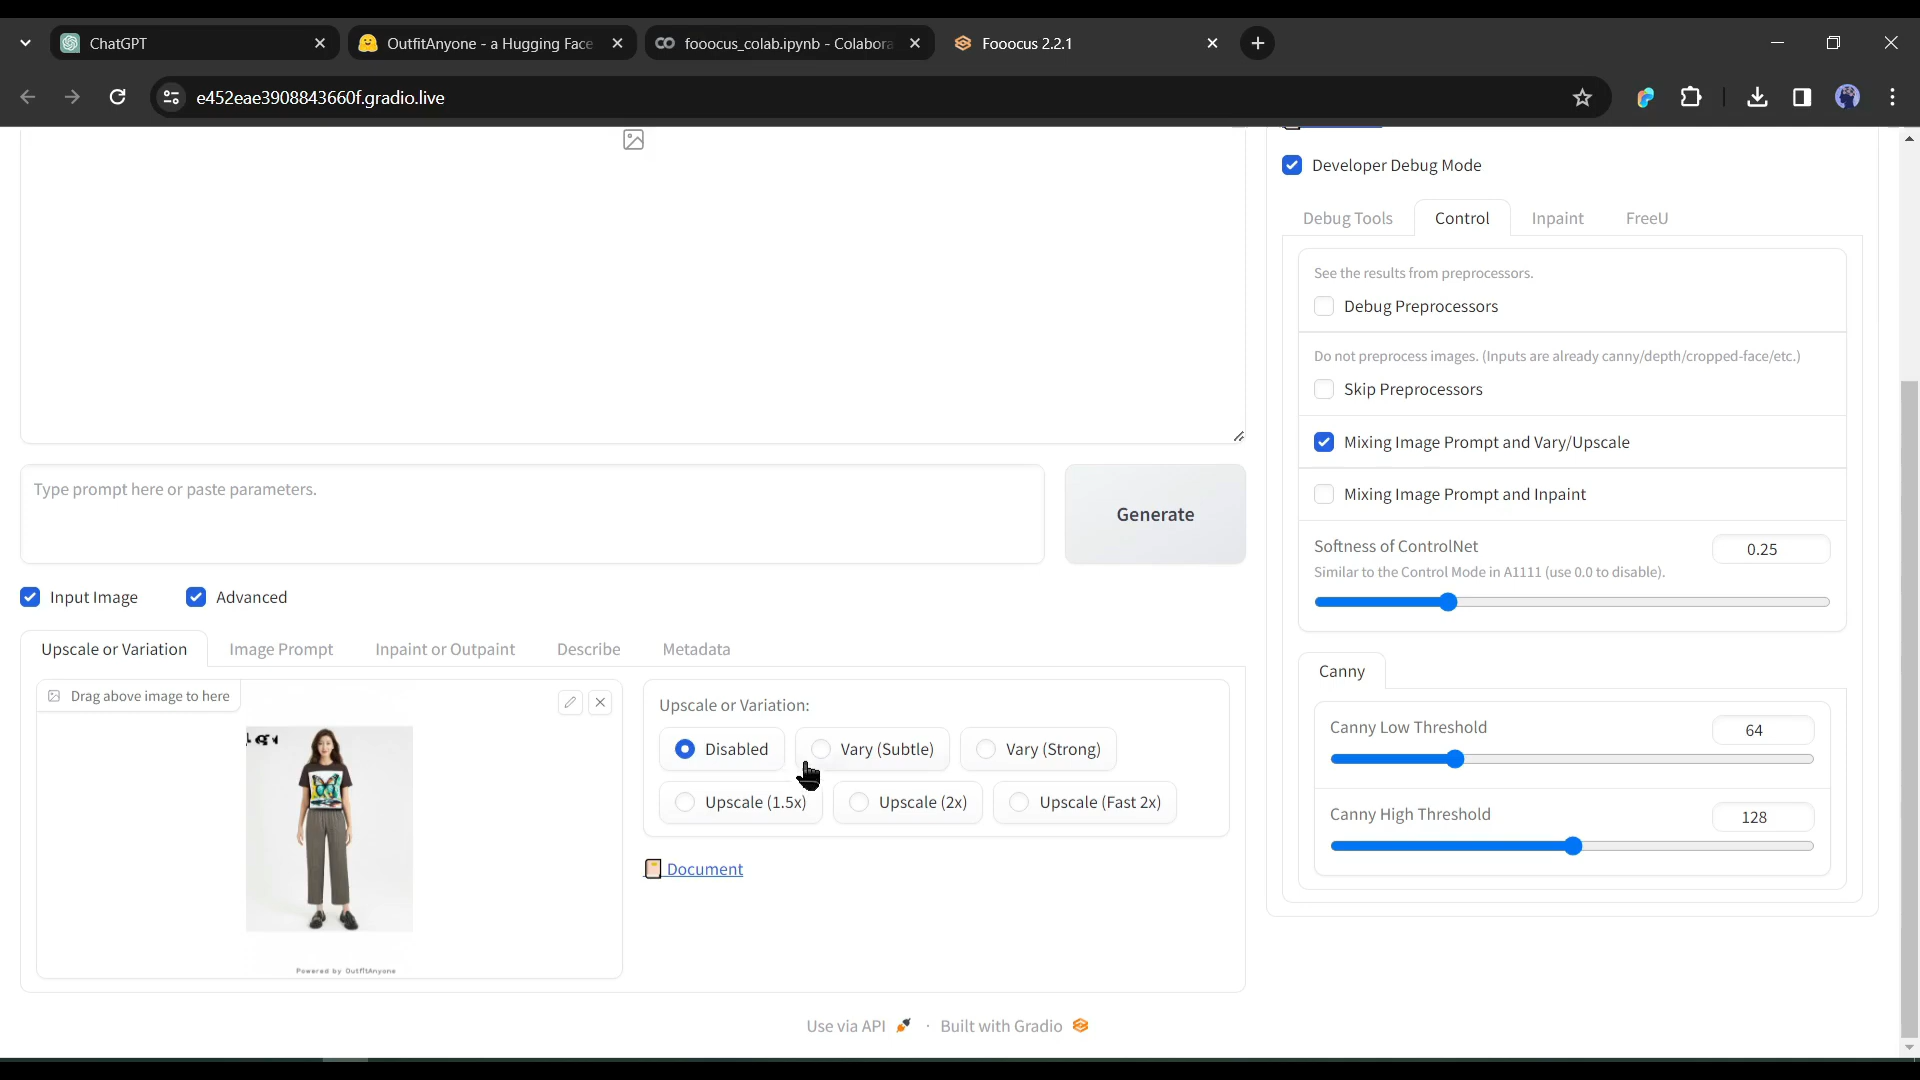 ChatGPT
OutfitAnyone - a Hugging Face
fooocus_colab.ipynb - Colabora
Fooocus 2.2.1
e452eae3908843660f.gradio.live
Developer Debug Mode
Debug Tools
Control
Inpaint
FreeU
See the results from preprocessors.
Debug Preprocessors
Do not preprocess images. (Inputs are already canny/depth/cropped-face/etc.)
Skip Preprocessors
Mixing Image Prompt and Vary/Upscale
Mixing Image Prompt and Inpaint
Softness of ControlNet
0.25
Similar to the Control Mode in A1111 (use 0.0 to disable).
Canny
Canny Low Threshold
64
Canny High Threshold
128
Type prompt here or paste parameters.
Generate
Input Image
Advanced
Upscale or Variation
Image Prompt
Inpaint or Outpaint
Describe
Metadata
Drag above image to here
Powered by OutfitAnyone
Upscale or Variation:
Disabled
Vary (Subtle)
Vary (Strong)
Upscale (1.5x)
Upscale (2x)
Upscale (Fast 2x)
Document
Use via API · Built with Gradio